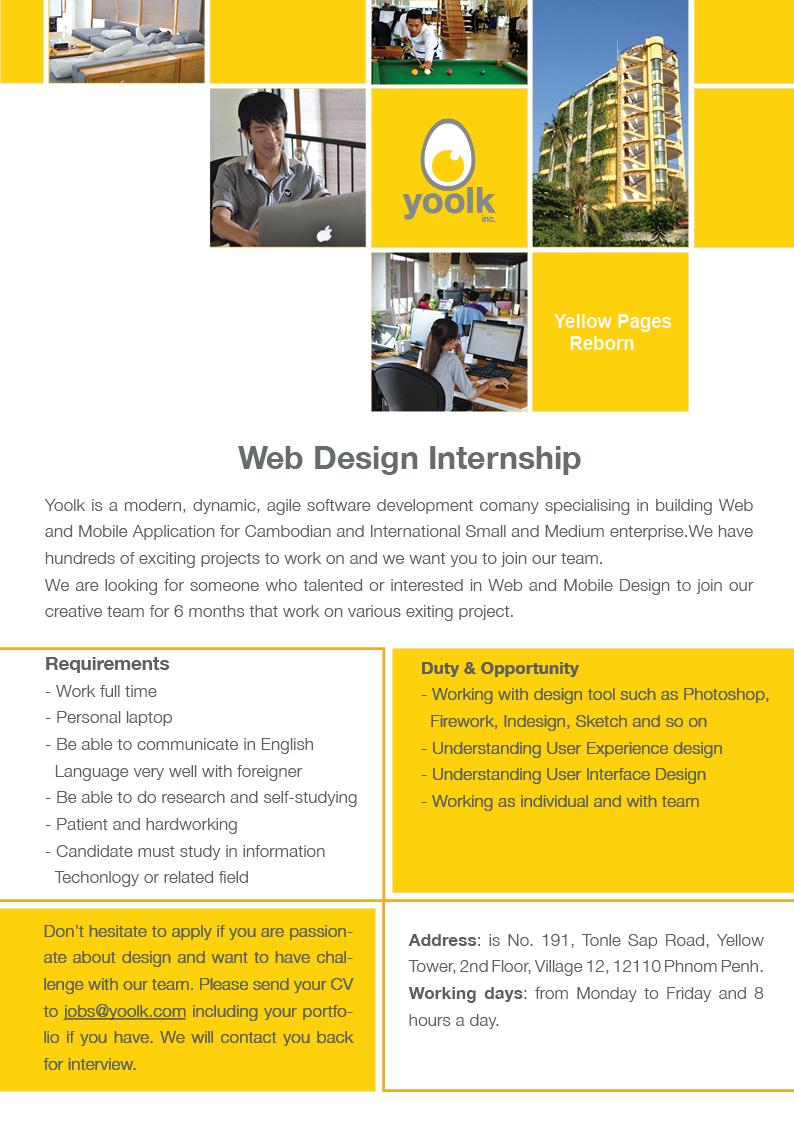 yoolk
inc.
Yellow Pages
Reborn
Web Design Internship
Yoolk is a modern, dynamic, agile software development comany specialising in building Web
and Mobile Application for Cambodian and International Small and Medium enterprise.We have
hundreds of exciting projects to work on and we want you to join our team.
We are looking for someone who talented or interested in Web and Mobile Design to join our
creative team for 6 months that work on various exiting project.
Requirements
- Work full time
- Personal laptop
- Be able to communicate in English
Language very well with foreigner
- Be able to do research and self-studying
- Patient and hardworking
- Candidate must study in information
Techonlogy or related field
Duty & Opportunity
- Working with design tool such as Photoshop,
Firework, Indesign, Sketch and so on
- Understanding User Experience design
- Understanding User Interface Design
- Working as individual and with team
Don't hesitate to apply if you are passion-
ate about design and want to have chal-
lenge with our team. Please send your CV
to jobs@yoolk.com including your portfo-
lio if you have. We will contact you back
for interview.
Address: is No. 191, Tonle Sap Road, Yellow
Tower, 2nd Floor, Village 12, 12110 Phnom Penh.
Working days: from Monday to Friday and 8
hours a day.